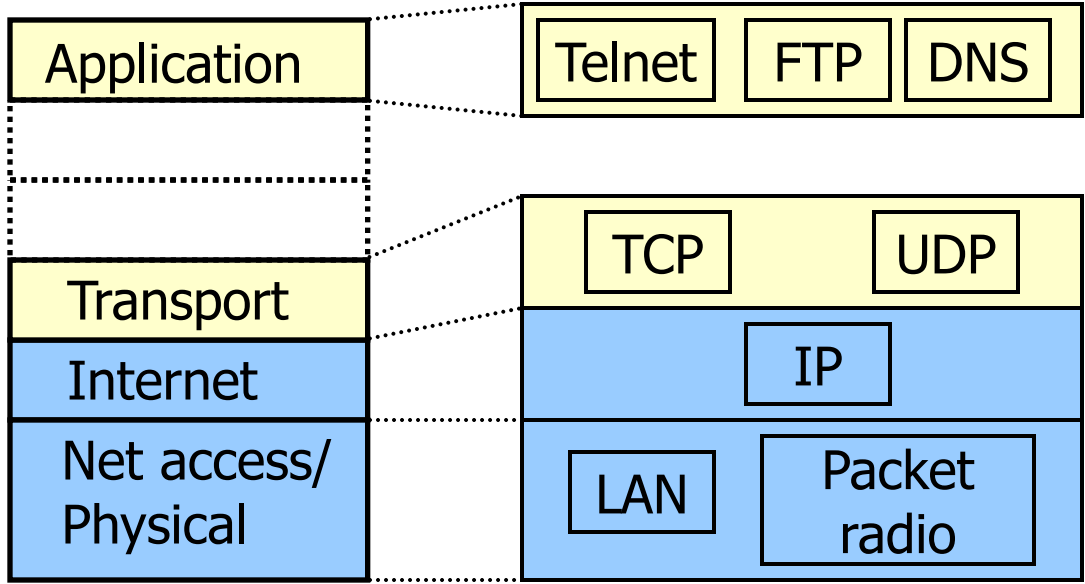 Application
Telnet FTP DNS
TCP UDP
Transport
Internet
IP
Net access/
Physical
LAN
Packet
radio